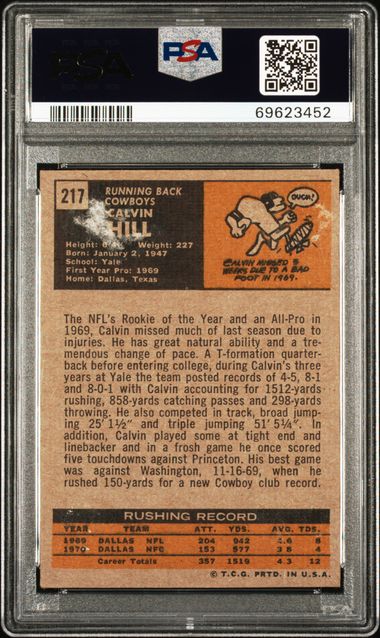 PSA
PSA
69623452
217
RUNNING BACK
COWBOYS
CALVIN
HILL
Height: 6-4 Weight: 227
Born: January 2, 1947
School: Yale
First Year Pro: 1969
Home: Dallas, Texas
OUCH!
CALVIN MISSED 5
WEEKS DUE TO A BAD
FOOT IN 1969.
The NFL's Rookie of the Year and an All-Pro in
1969, Calvin missed much of last season due to
injuries. He has great natural ability and a tre-
mendous change of pace. A T-formation quarter-
back before entering college, during Calvin's three
years at Yale the team posted records of 4-5, 8-1
and 8-0-1 with Calvin accounting for 1512-yards
rushing, 858-yards catching passes and 298-yards
throwing. He also competed in track, broad jump-
ing 25' 1½" and triple jumping 51' 5¼". In
addition, Calvin played some at tight end and
linebacker and in a frosh game he once scored
five touchdowns against Princeton. His best game
was against Washington, 11-16-69, when he
rushed 150-yards for a new Cowboy club record.
RUSHING RECORD
YEAR TEAM ATT. YDS. AVG. TDS.
1969 DALLAS NFL 204 942 4.6 8
1970 DALLAS NFC 153 577 3.8 4
Career Totals 357 1519 4.3 12
© T.C.G. PRTD. IN U.S.A.